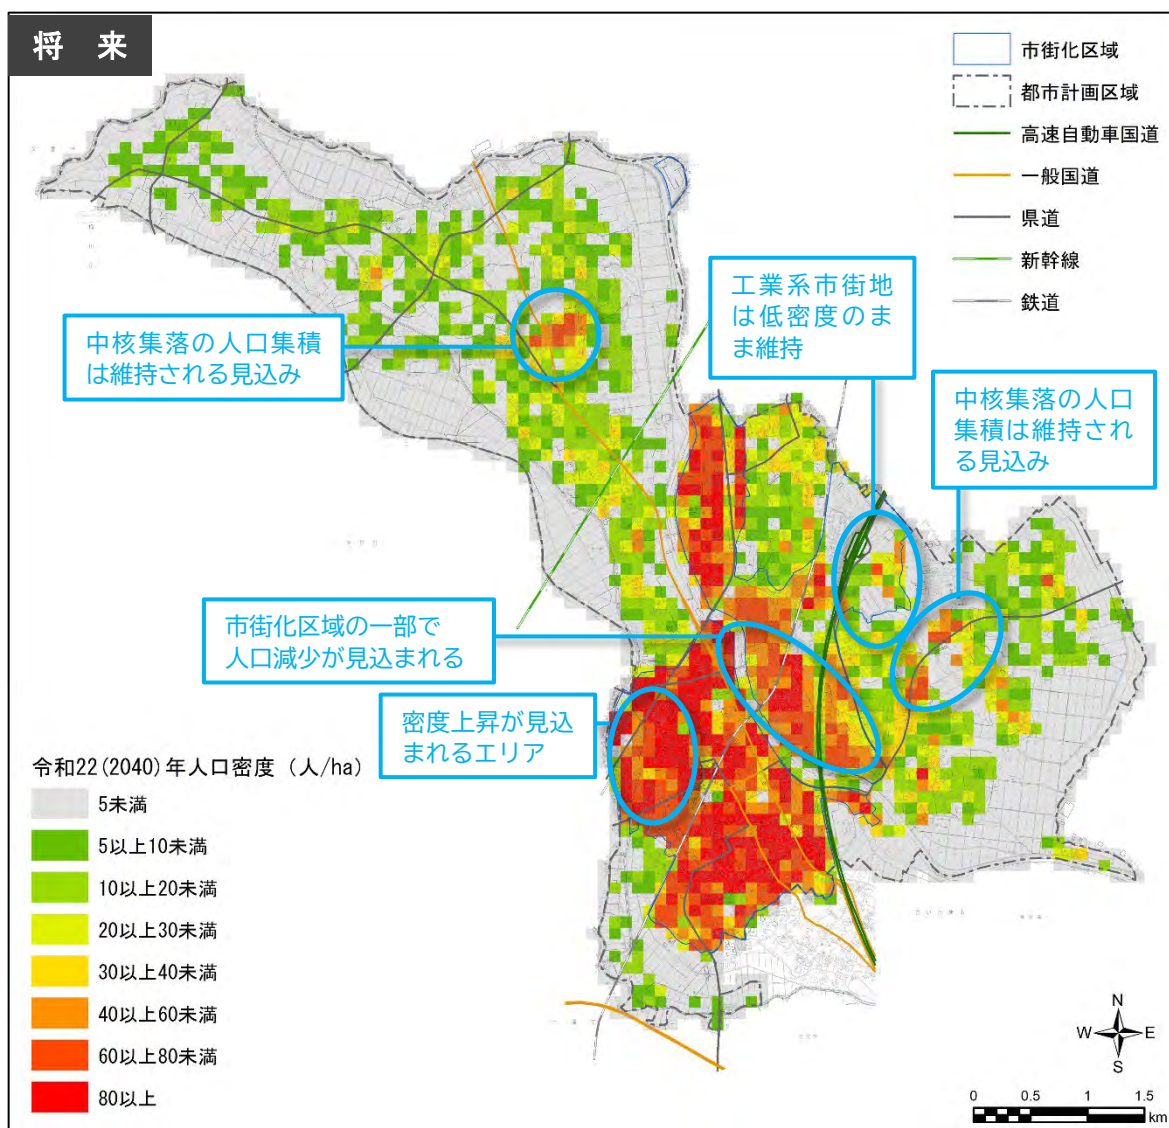 将 来
市街化区域
都市計画区域
高速自動車国道
一般国道
県道
新幹線
鉄道
工業系市街地
は低密度のま
ま維持
中核集落の人口集積
は維持される見込み
中核集落の人口
集積は維持され
る見込み
市街化区域の一部で
人口減少が見込まれる
密度上昇が見込
まれるエリア
令和22(2040)年人口密度 (人/ha)
5未満
5以上10未満
10以上20未満
20以上30未満
30以上40未満
40以上60未満
60以上80未満
80以上
N
W E
S
0 0.5 1 1.5
km